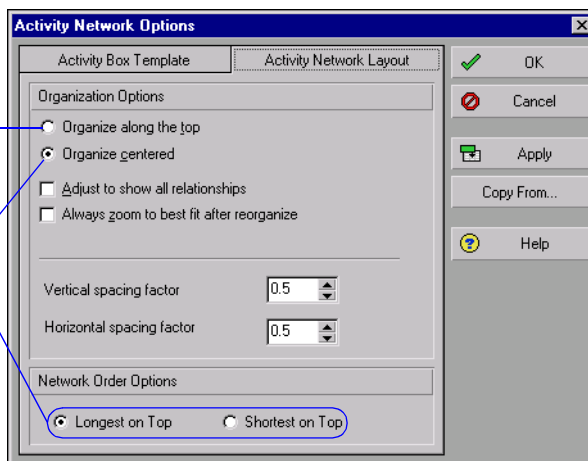 Activity Network Options
Activity Box Template
Activity Network Layout
Organization Options
Organize along the top
Organize centered
Adjust to show all relationships
Always zoom to best fit after reorganize
Vertical spacing factor
0.5
Horizontal spacing factor
0.5
Network Order Options
Longest on Top
Shortest on Top
OK
Cancel
Apply
Copy From...
Help